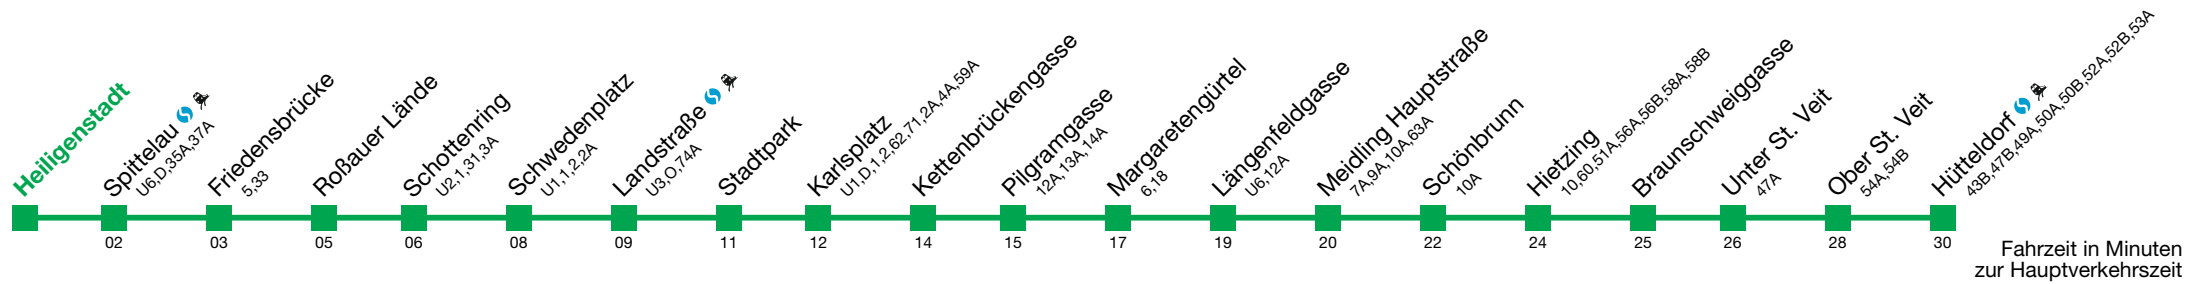 Heiligenstadt
Spittelau
U6,D,35A,37A
02
Friedensbrücke
5,33
03
Roßauer Lände
05
Schottenring
U2,1,31,3A
06
Schwedenplatz
U1,1,2,2A
08
Landstraße
U3,O,74A
09
Stadtpark
11
Karlsplatz
U1,D,1,2,62,71,2A,4A,59A
12
Kettenbrückengasse
14
Pilgramgasse
12A,13A,14A
15
Margaretengürtel
6,18
17
Längenfeldgasse
U6,12A
19
Meidling Hauptstraße
7A,9A,10A,63A
20
Schönbrunn
10A
22
Hietzing
10,60,51A,56A,56B,58A,58B
24
Braunschweiggasse
25
Unter St. Veit
47A
26
Ober St. Veit
54A,54B
28
Hütteldorf
43B,47B,49A,50A,50B,52A,52B,53A
30
Fahrzeit in Minuten
zur Hauptverkehrszeit